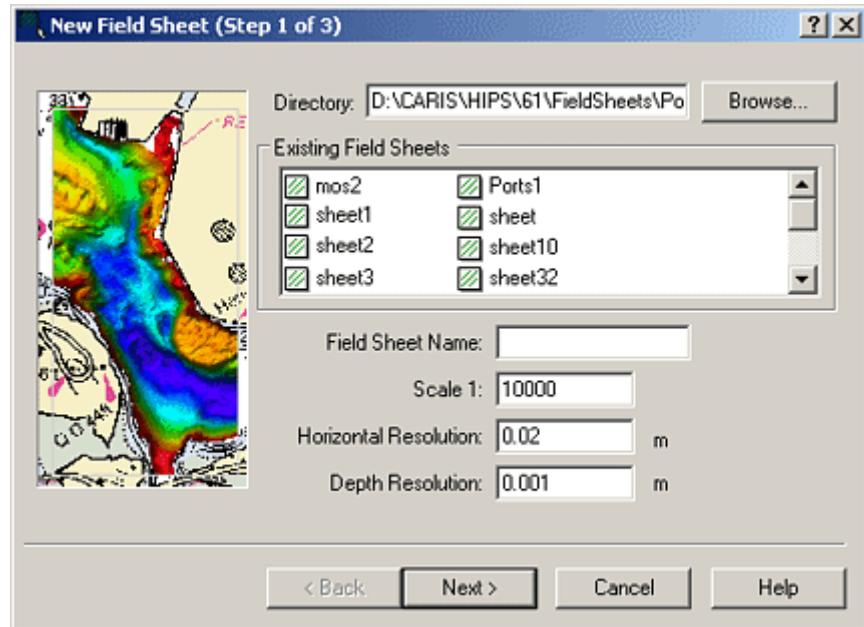 New Field Sheet (Step 1 of 3)
Directory: D:\CARIS\HIPS\61\FieldSheets\Po Browse...
Existing Field Sheets
mos2 Ports1
sheet1 sheet
sheet2 sheet10
sheet3 sheet32
Field Sheet Name:
Scale 1: 10000
Horizontal Resolution: 0.02 m
Depth Resolution: 0.001 m
< Back Next > Cancel Help
33
RE